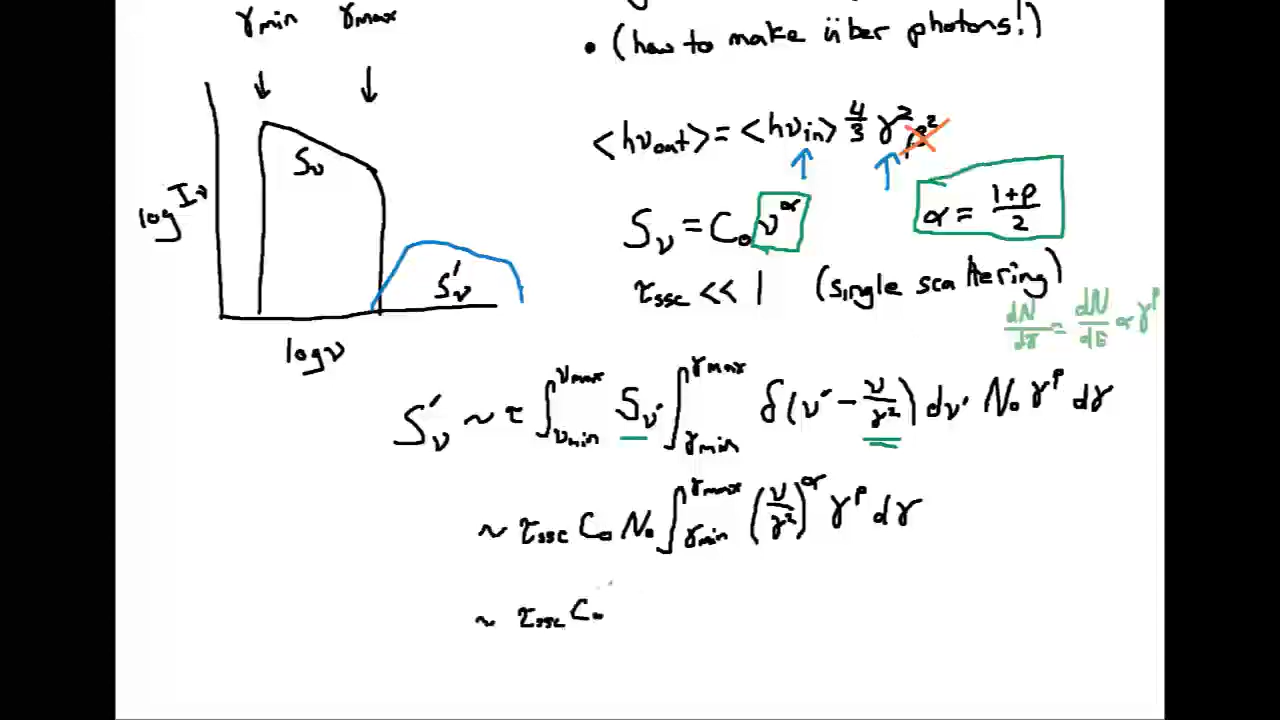 γmin γmax
• (how to make über photons!)
<hνout> = <hνin> 4/3 γ² β²
log Iν
Sν
Sν = C₀ ν^α
α = (1+p)/2
S'ν
τssc << 1 (single scattering)
dN/dγ = dN/dE ∝ γ^p
log ν
S'ν ~ τ ∫νmin^νmax Sν' ∫γmin^γmax δ(ν' - ν/γ²) dν' N₀ γ^p dγ
~ τssc C₀ N₀ ∫γmin^γmax (ν/γ²)^α γ^p dγ
~ τssc C₀